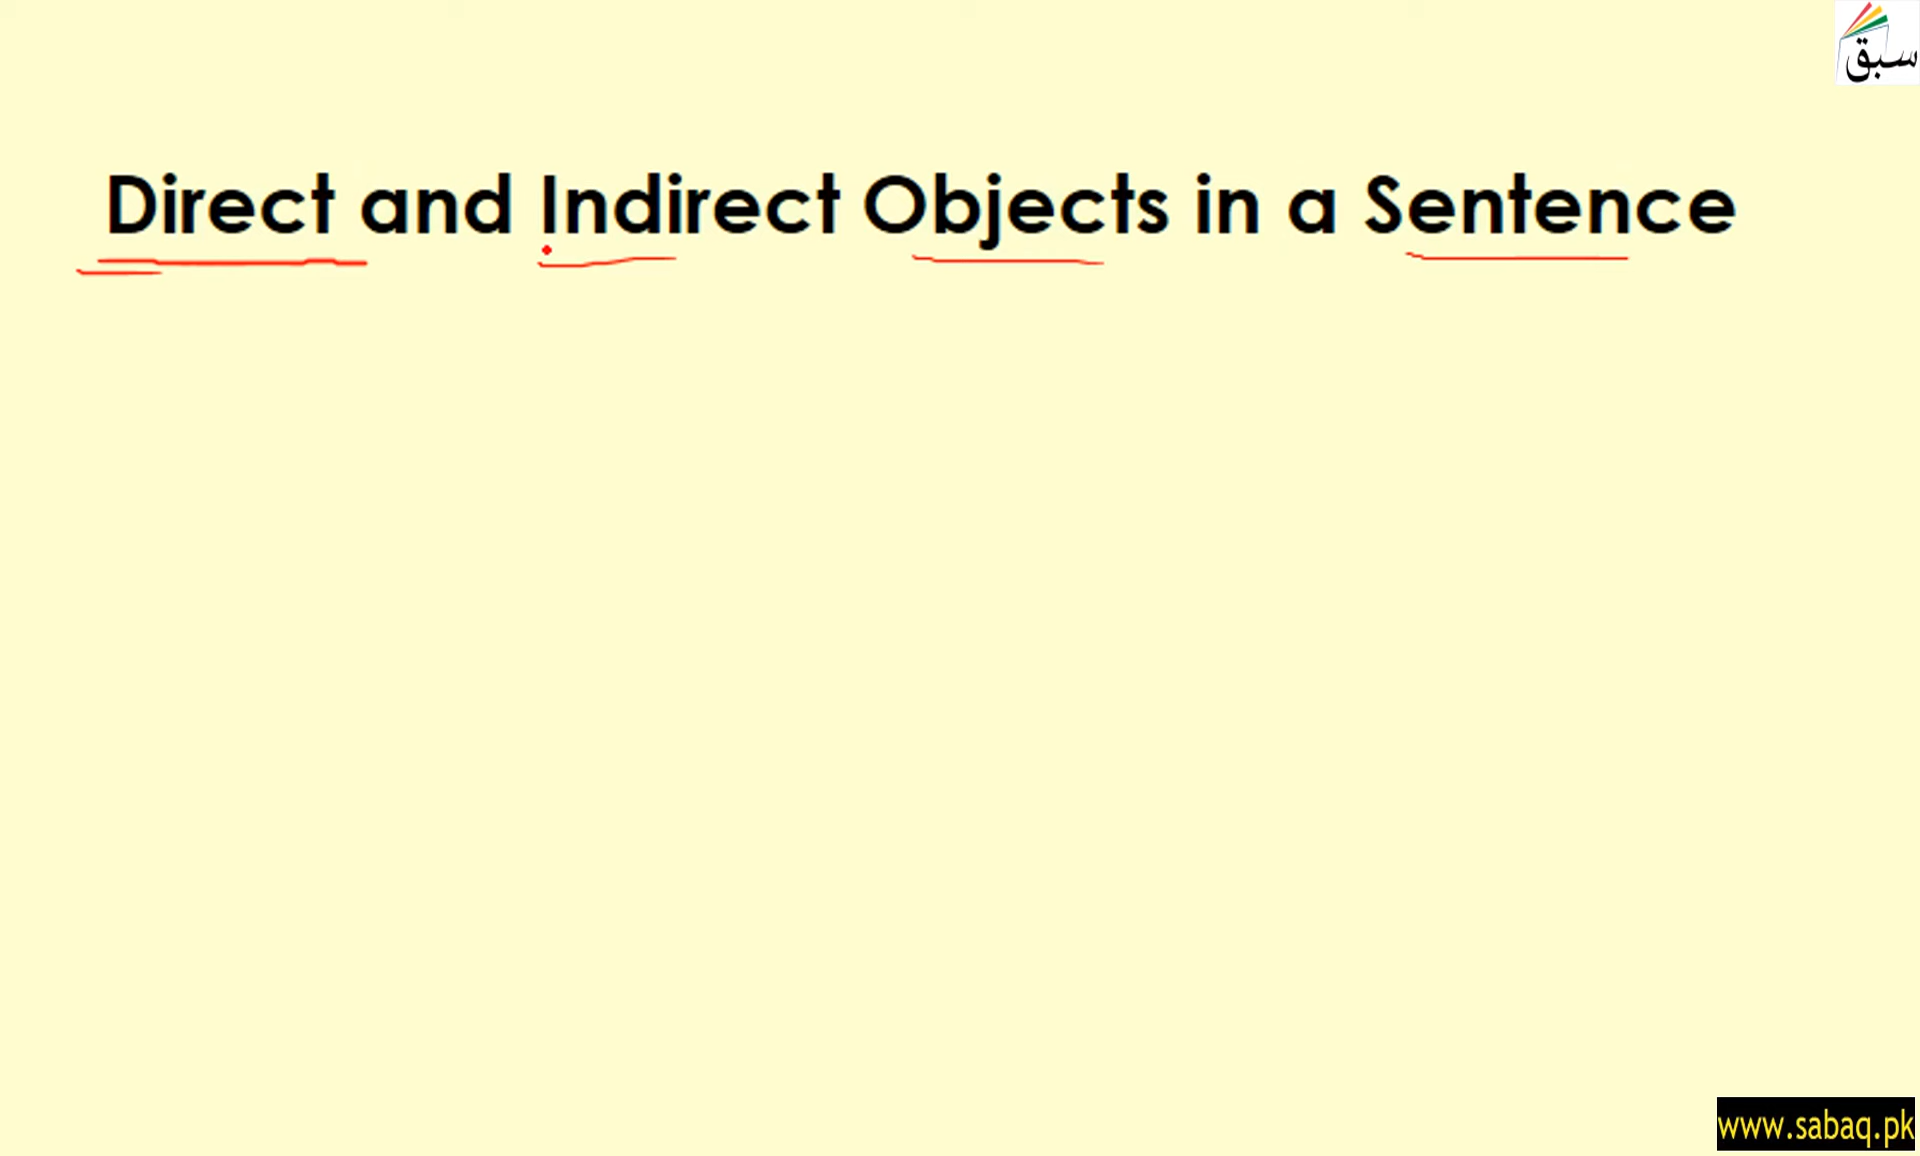 سبق
Direct and Indirect Objects in a Sentence
www.sabaq.pk